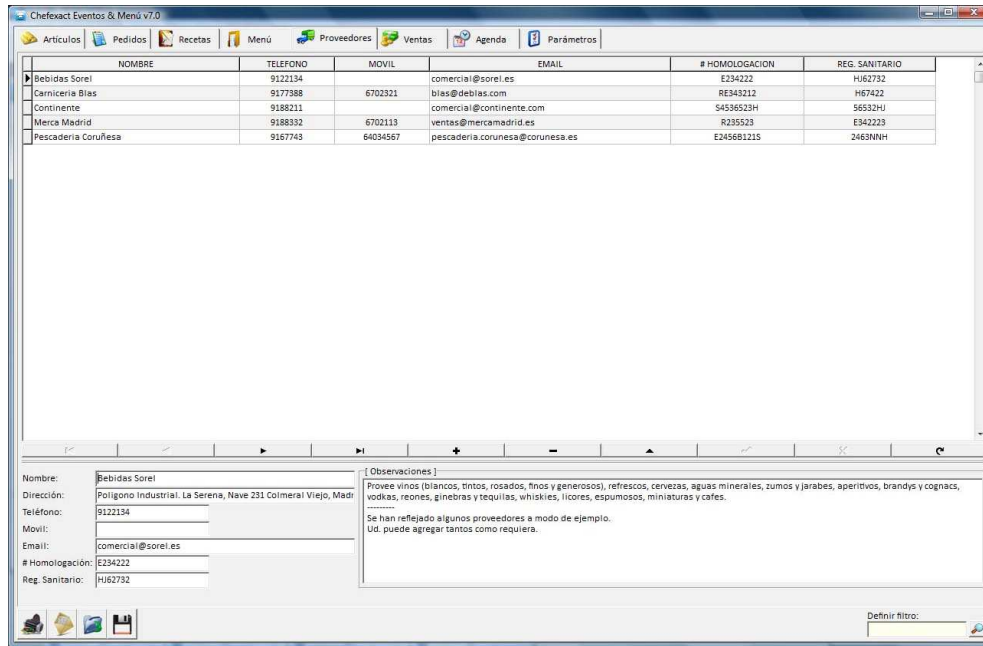 Chefexact Eventos & Menú v7.0
Artículos Pedidos Recetas Menú Proveedores Ventas Agenda Parámetros
NOMBRE TELEFONO MOVIL EMAIL # HOMOLOGACION REG. SANITARIO
Bebidas Sorel 9122134 comercial@sorel.es E234222 HJ62732
Carniceria Blas 9177388 6702321 blas@deblas.com RE343212 H67422
Continente 9188211 comercial@continente.com S4536523H 56532HJ
Merca Madrid 9188332 6702113 ventas@mercamadrid.es R235523 E342223
Pescaderia Coruñesa 9167743 64034567 pescaderia.corunesa@corunesa.es E2456B121S 2463NNH
Nombre: Bebidas Sorel
Dirección: Poligono Industrial. La Serena, Nave 231 Colmeral Viejo, Madr
Teléfono: 9122134
Movil:
Email: comercial@sorel.es
# Homologación: E234222
Reg. Sanitario: HJ62732
[ Observaciones ]
Provee vinos (blancos, tintos, rosados, finos y generosos), refrescos, cervezas, aguas minerales, zumos y jarabes, aperitivos, brandys y cognacs,
vodkas, reones, ginebras y tequilas, whiskies, licores, espumosos, miniaturas y cafes.
---------
Se han reflejado algunos proveedores a modo de ejemplo.
Ud. puede agregar tantos como requiera.
Definir filtro: